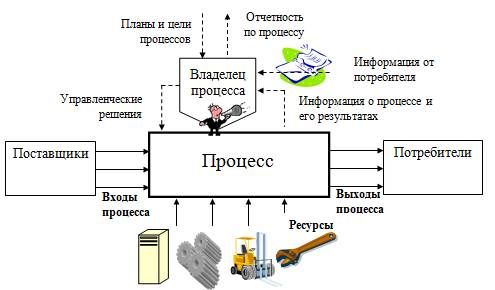 Планы и цели
процессов
Отчетность
по процессу
Владелец
процесса
Информация от
потребителя
Управленческие
решения
Информация о процессе и
его результатах
Поставщики
Процесс
Потребители
Входы
процесса
Выходы
процесса
Ресурсы